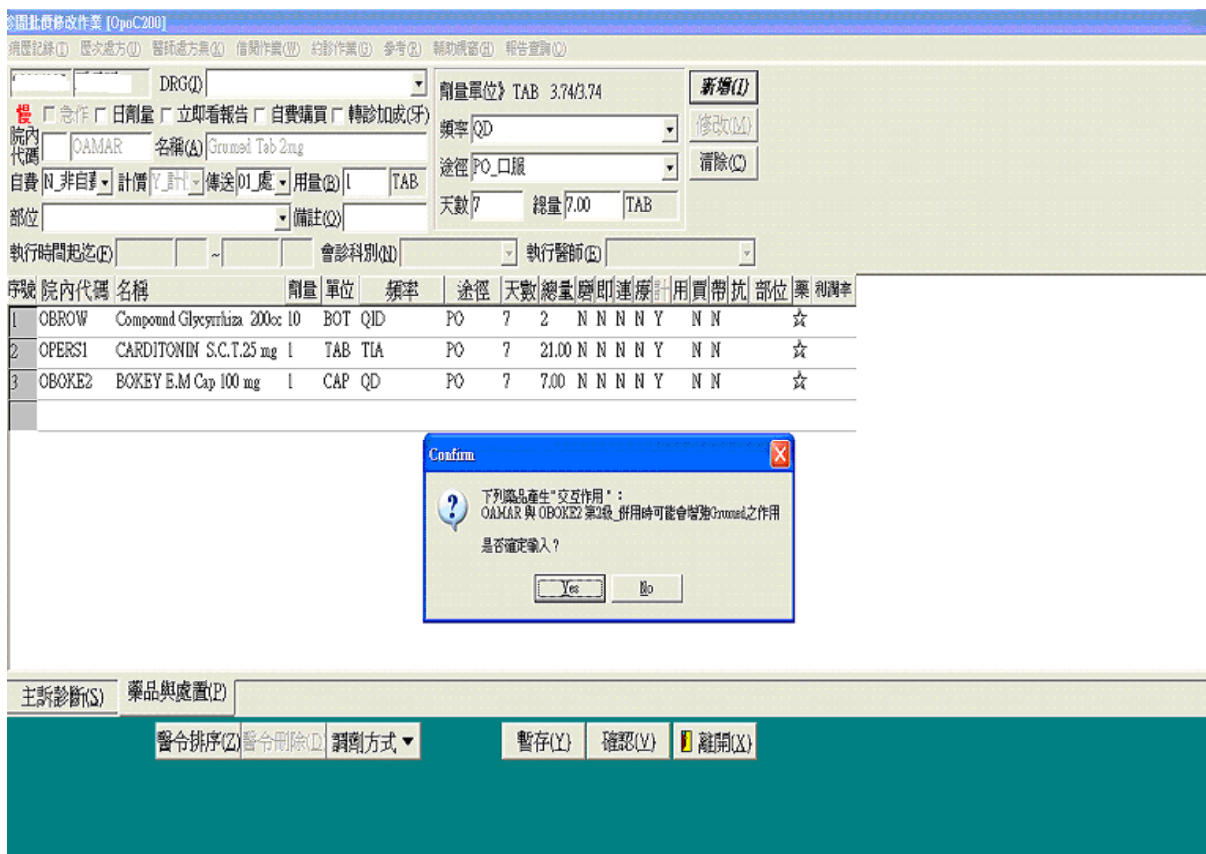 診間批價修改作業 [OpoC200]
病歷記錄(T) 歷次處方(U) 醫師處方集(K) 借閱作業(W) 約診作業(G) 參考(R) 輔助視窗(H) 報告查詢(O)
DRG(J)
劑量單位》TAB 3.74/3.74
新增(I)
慢 急作 日劑量 立即看報告 自費購買 轉診加成(牙)
頻率 QD
修改(M)
院內代碼 OAMAR 名稱(A) Grumed Tab 2mg
途徑 PO_口服
清除(C)
自費 N_非自費 計價 傳送 01_處 用量(B) 1 TAB
天數 7 總量 7.00 TAB
部位 備註(Q)
執行時間起迄(F) ~ 會診科別(N) 執行醫師(E)
序號 院內代碼 名稱 劑量 單位 頻率 途徑 天數 總量 磨 即 連 療 計 用 買 帶 抗 部位 藥 利潤率
1 OBROW Compound Glycyrrhiza 200cc 10 BOT QID PO 7 2 N N N N Y N N ☆
2 OPERS1 CARDITONIN S.C.T.25 mg 1 TAB TIA PO 7 21.00 N N N N Y N N ☆
3 OBOKE2 BOKEY E.M Cap 100 mg 1 CAP QD PO 7 7.00 N N N N Y N N ☆
Confirm
下列藥品產生"交互作用"：
OAMAR 與 OBOKE2 第2級_併用時可能會增強Grumed之作用
是否確定輸入？
Yes No
主訴診斷(S) 藥品與處置(P)
醫令排序(Z) 醫令刪除(D) 調劑方式▼ 暫存(Y) 確認(V) 離開(X)